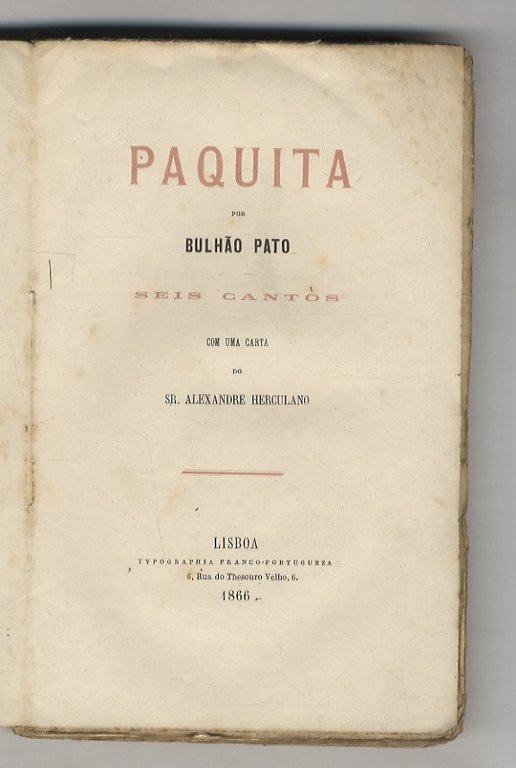 PAQUITA
POR
BULHÃO PATO
SEIS CANTOS
COM UMA CARTA
DO
SR. ALEXANDRE HERCULANO
LISBOA
TYPOGRAPHIA FRANCO-PORTUGUEZA
6, Rua do Thesouro Velho, 6.
1866